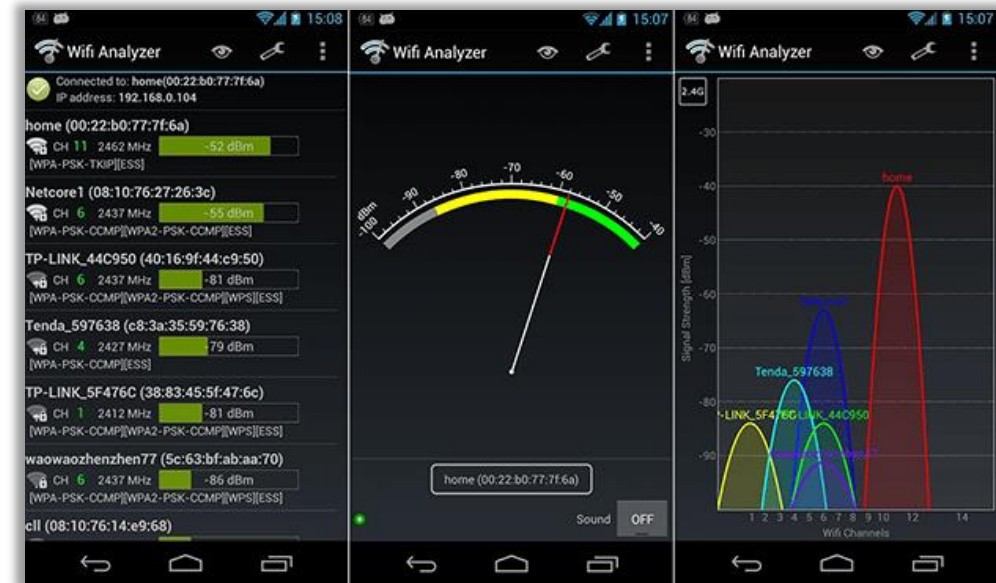 64 15:08
Wifi Analyzer
Connected to: home(00:22:b0:77:7f:6a)
IP address: 192.168.0.104
home (00:22:b0:77:7f:6a)
CH 11 2462 MHz -52 dBm
[WPA-PSK-TKIP][ESS]
Netcore1 (08:10:76:27:26:3c)
CH 6 2437 MHz -55 dBm
[WPA-PSK-CCMP][WPA2-PSK-CCMP][ESS]
TP-LINK_44C950 (40:16:9f:44:c9:50)
CH 6 2437 MHz -81 dBm
[WPA-PSK-CCMP][WPA2-PSK-CCMP][WPS][ESS]
Tenda_597638 (c8:3a:35:59:76:38)
CH 4 2427 MHz -79 dBm
[WPA-PSK-CCMP][ESS]
TP-LINK_5F476C (38:83:45:5f:47:6c)
CH 1 2412 MHz -81 dBm
[WPA-PSK-CCMP][WPA2-PSK-CCMP][WPS][ESS]
waowaozhenzhen77 (5c:63:bf:ab:aa:70)
CH 6 2437 MHz -86 dBm
[WPA-PSK-CCMP][WPA2-PSK-CCMP][WPS][ESS]
cll (08:10:76:14:e9:68)
64 15:07
Wifi Analyzer
dBm
-100 -90 -80 -70 -60 -50 -40
home (00:22:b0:77:7f:6a)
Sound OFF
64 15:07
Wifi Analyzer
2.4G
-30
home
-40
-50
-60
Signal Strength [dBm]
-70
Tenda_597638
-80
-LINK_5F476C
LINK_44C950
-90
1 2 3 4 5 6 7 8 9 10 12 14
Wifi Channels